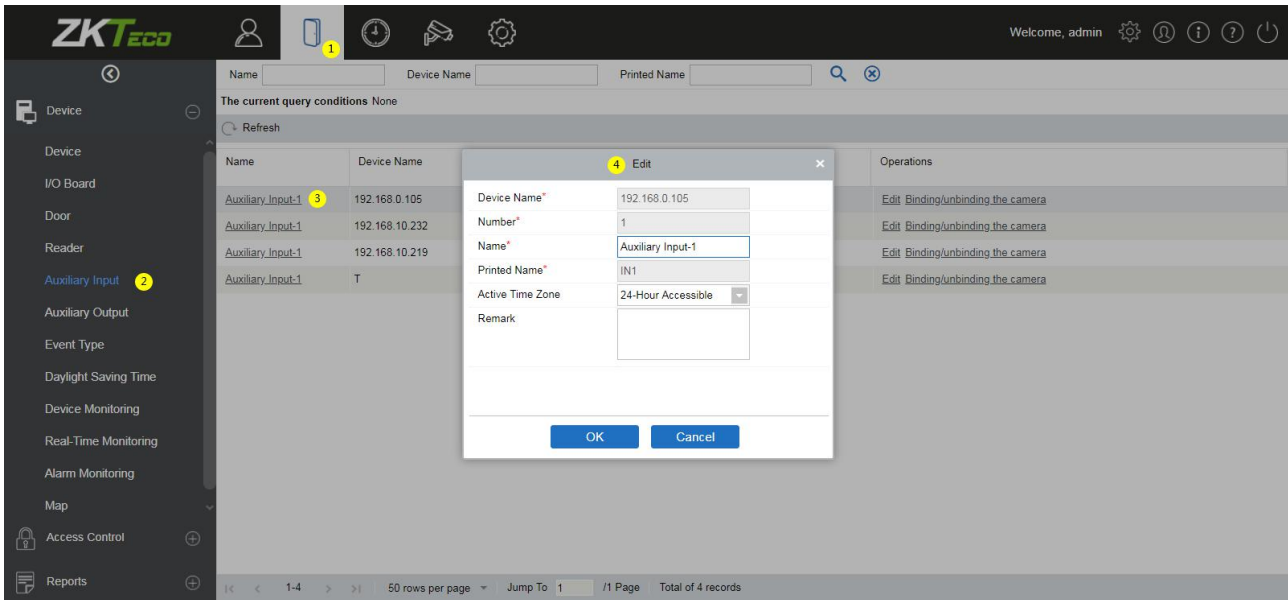 ZKTECO
1
Welcome, admin
Name Device Name Printed Name
The current query conditions None
Refresh
Device
Device
I/O Board
Door
Reader
Auxiliary Input 2
Auxiliary Output
Event Type
Daylight Saving Time
Device Monitoring
Real-Time Monitoring
Alarm Monitoring
Map
Access Control
Reports
Name Device Name Operations
Auxiliary Input-1 3 192.168.0.105 Edit Binding/unbinding the camera
Auxiliary Input-1 192.168.10.232 Edit Binding/unbinding the camera
Auxiliary Input-1 192.168.10.219 Edit Binding/unbinding the camera
Auxiliary Input-1 T Edit Binding/unbinding the camera
4 Edit
Device Name* 192.168.0.105
Number* 1
Name* Auxiliary Input-1
Printed Name* IN1
Active Time Zone 24-Hour Accessible
Remark
OK Cancel
1-4 50 rows per page Jump To 1 /1 Page Total of 4 records